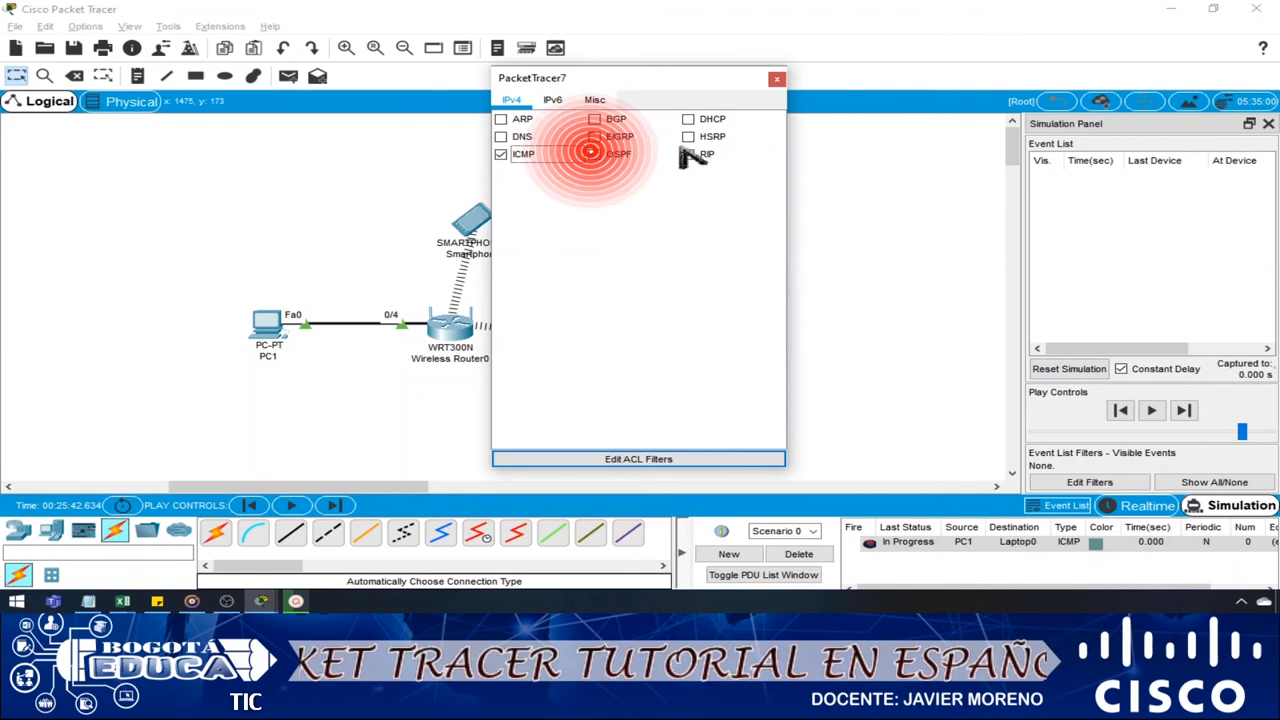 Cisco Packet Tracer
File Edit Options View Tools Extensions Help
Logical Physical x: 1475, y: 173
[Root] 05:35:00
PacketTracer7
IPv4 IPv6 Misc
ARP BGP DHCP
DNS EIGRP HSRP
ICMP OSPF RIP
Edit ACL Filters
SMARTPHO
Smartpho
Fa0 0/4
PC-PT
PC1
WRT300N
Wireless Router0
Simulation Panel
Event List
Vis. Time(sec) Last Device At Device
Reset Simulation Constant Delay Captured to:
0.000 s
Play Controls
Event List Filters - Visible Events
None.
Edit Filters Show All/None
Time: 00:25:42.634 PLAY CONTROLS: Event List Realtime Simulation
Scenario 0
New Delete
Toggle PDU List Window
Fire Last Status Source Destination Type Color Time(sec) Periodic Num Edit
In Progress PC1 Laptop0 ICMP 0.000 N 0 (e
Automatically Choose Connection Type
BOGOTÁ
EDUCA
TIC
KET TRACER TUTORIAL EN ESPAÑO
DOCENTE: JAVIER MORENO
CISCO